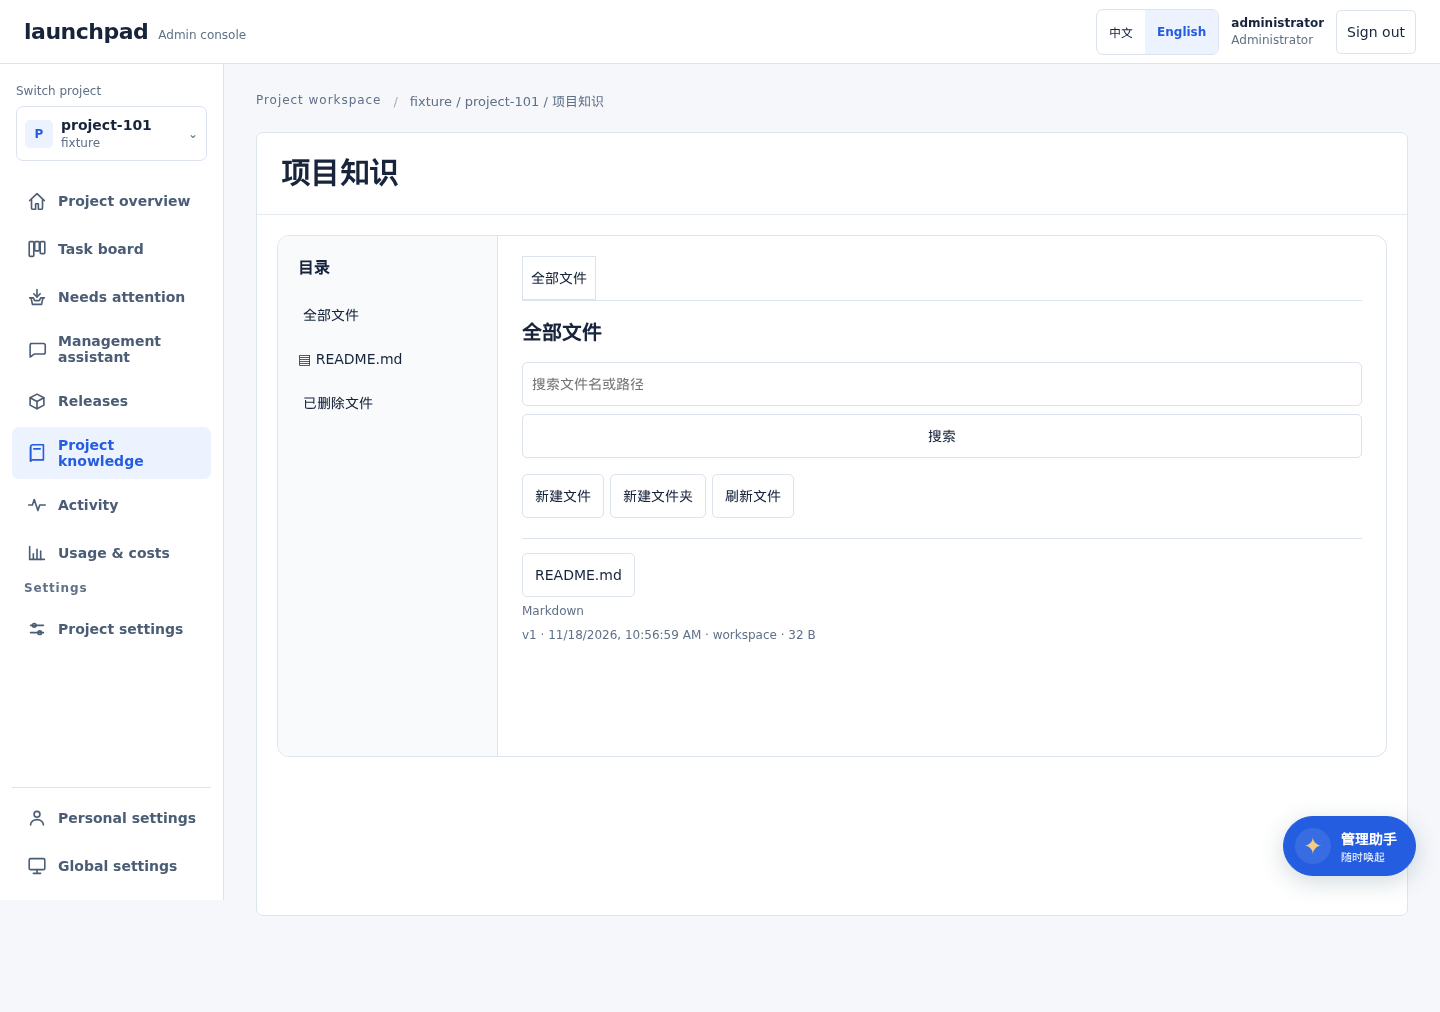 launchpad Admin console
中文 English
administrator
Administrator
Sign out
Switch project
P
project-101
fixture
Project overview
Task board
Needs attention
Management
assistant
Releases
Project
knowledge
Activity
Usage & costs
Settings
Project settings
Personal settings
Global settings
Project workspace / fixture / project-101 / 项目知识
项目知识
目录
全部文件
README.md
已删除文件
全部文件
全部文件
搜索文件名或路径
搜索
新建文件 新建文件夹 刷新文件
README.md
Markdown
v1 · 11/18/2026, 10:56:59 AM · workspace · 32 B
管理助手
随时唤起